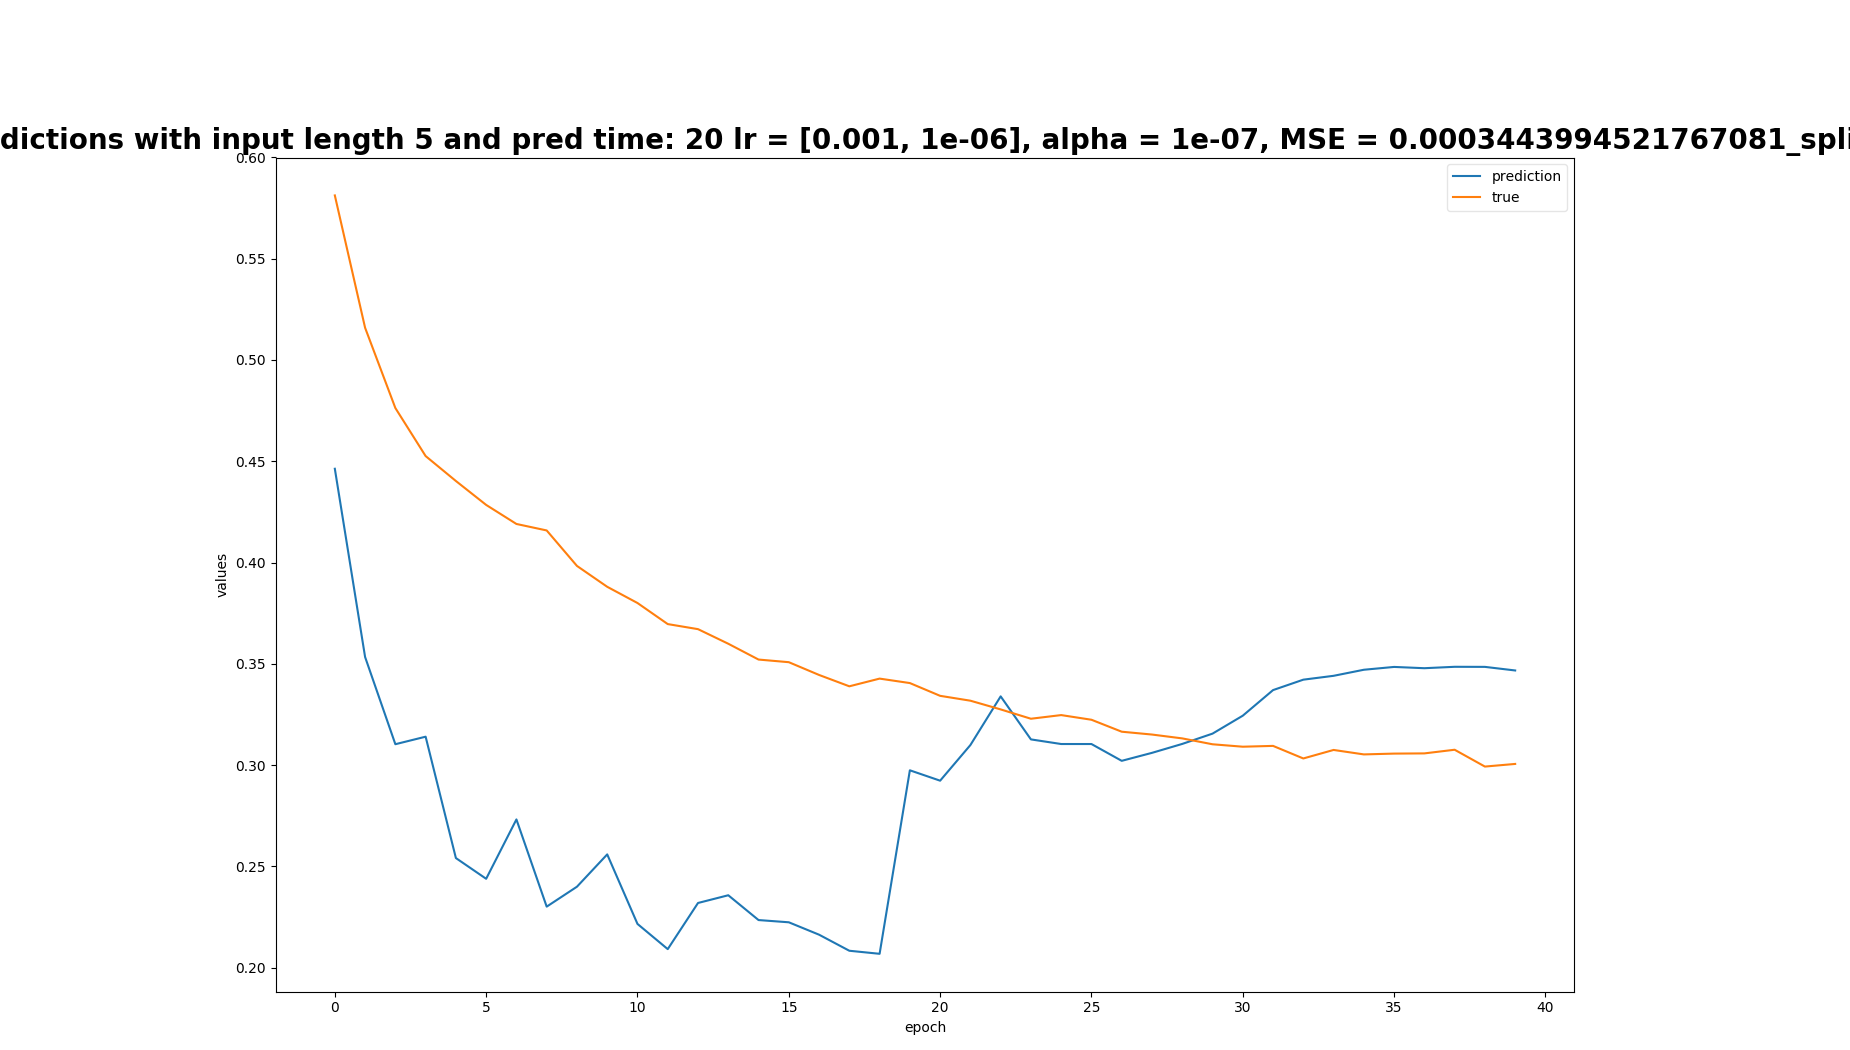 dictions with input length 5 and pred time: 20 lr = [0.001, 1e-06], alpha = 1e-07, MSE = 0.0003443994521767081_spli
prediction
true
0.60
0.55
0.50
0.45
0.40
0.35
0.30
0.25
0.20
values
0 5 10 15 20 25 30 35 40
epoch